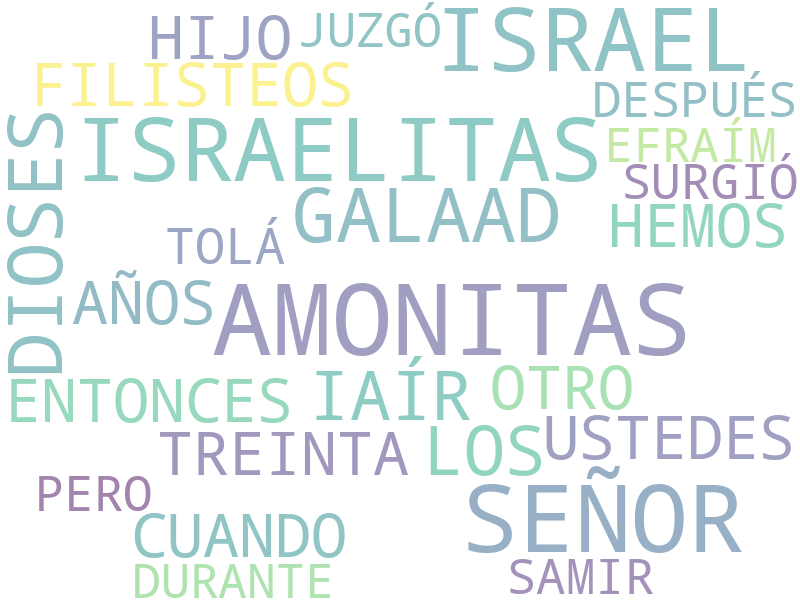 HIJO
JUZGÓ
ISRAEL
FILISTEOS
DESPUÉS
ISRAELITAS
EFRAÍM
SURGIÓ
DIOSES
GALAAD
HEMOS
TOLÁ
AÑOS
AMONITAS
ENTONCES
IAÍR
OTRO
TREINTA
LOS
USTEDES
PERO
SEÑOR
CUANDO
DURANTE
SAMIR